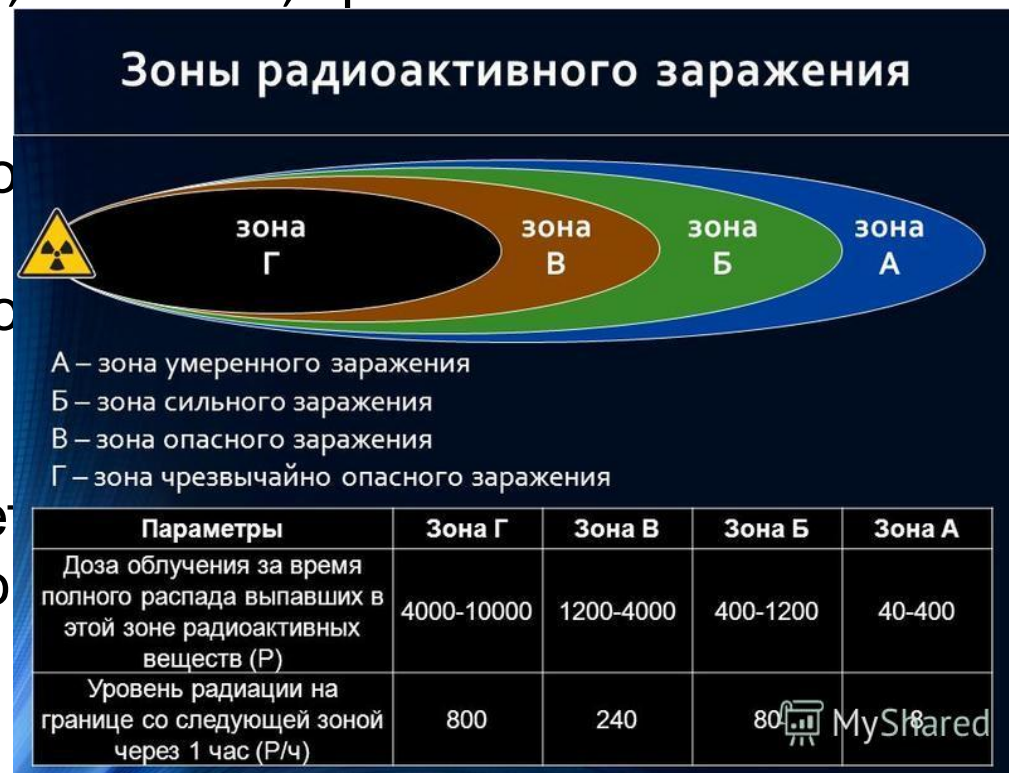 Зоны радиоактивного заражения
зона Г
зона В
зона Б
зона А
А – зона умеренного заражения
Б – зона сильного заражения
В – зона опасного заражения
Г – зона чрезвычайно опасного заражения
Параметры Зона Г Зона В Зона Б Зона А
Доза облучения за время
полного распада выпавших в
этой зоне радиоактивных
веществ (Р)
4000-10000 1200-4000 400-1200 40-400
Уровень радиации на
границе со следующей зоной
через 1 час (Р/ч)
800 240 80 8
MyShared